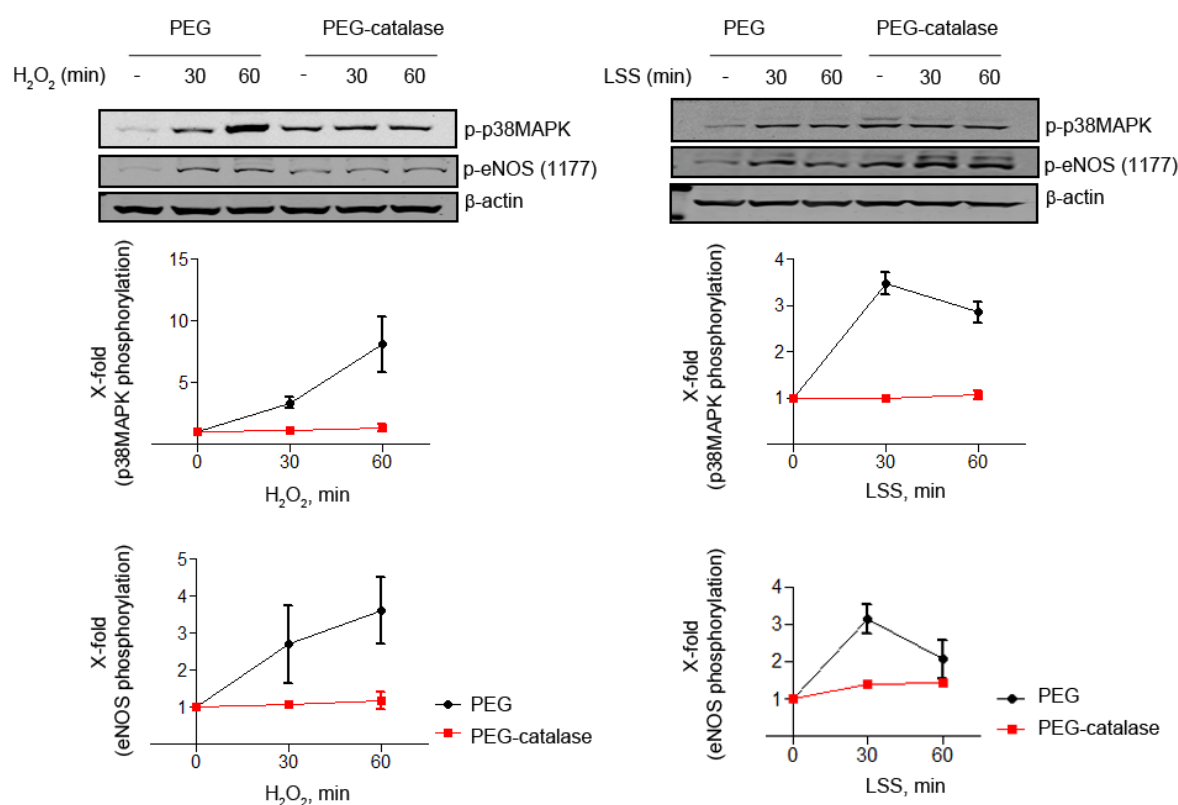 PEG PEG-catalase
H₂O₂ (min) - 30 60 - 30 60
p-p38MAPK
p-eNOS (1177)
β-actin
15
10
5
1
X-fold
(p38MAPK phosphorylation)
0 30 60
H₂O₂, min
5
4
3
2
1
X-fold
(eNOS phosphorylation)
0 30 60
H₂O₂, min
PEG
PEG-catalase
PEG PEG-catalase
LSS (min) - 30 60 - 30 60
p-p38MAPK
p-eNOS (1177)
β-actin
4
3
2
1
X-fold
(p38MAPK phosphorylation)
0 30 60
LSS, min
4
3
2
1
X-fold
(eNOS phosphorylation)
0 30 60
LSS, min
PEG
PEG-catalase